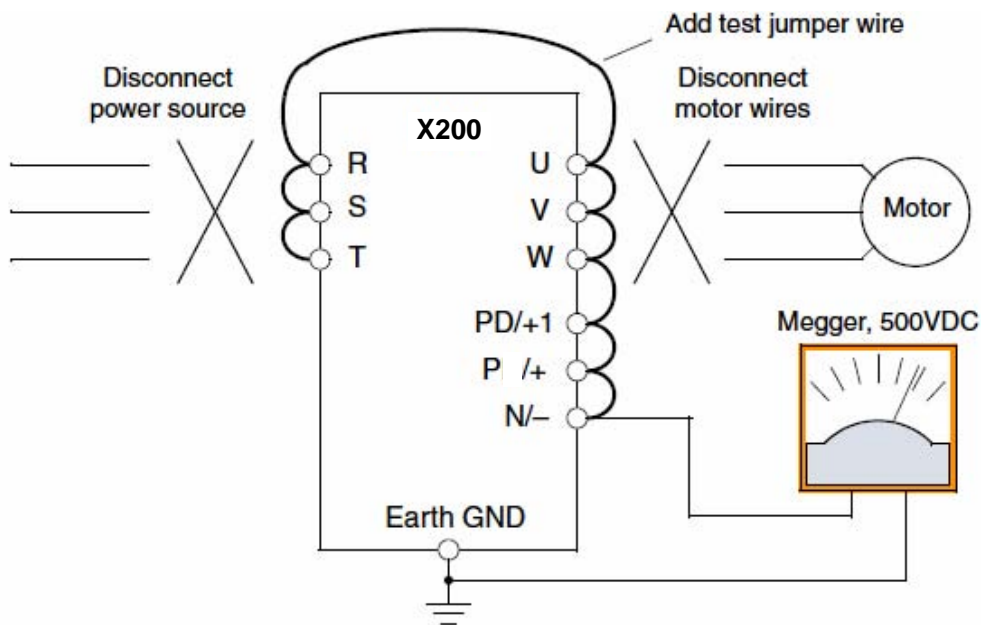 Add test jumper wire
Disconnect
power source
Disconnect
motor wires
X200
R
U
S
V
T
W
Motor
PD/+1
P /+
N/–
Megger, 500VDC
Earth GND